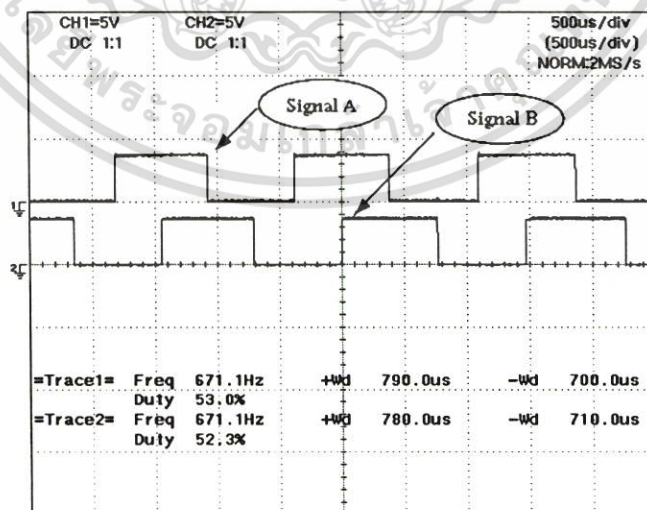 CH1=5V CH2=5V 500us/div
DC 1:1 DC 1:1 (500us/div)
NORM:2MS/s
Signal A
Signal B
1
2
=Trace1= Freq 671.1Hz +Wd 790.0us -Wd 700.0us
Duty 53.0%
=Trace2= Freq 671.1Hz +Wd 780.0us -Wd 710.0us
Duty 52.3%